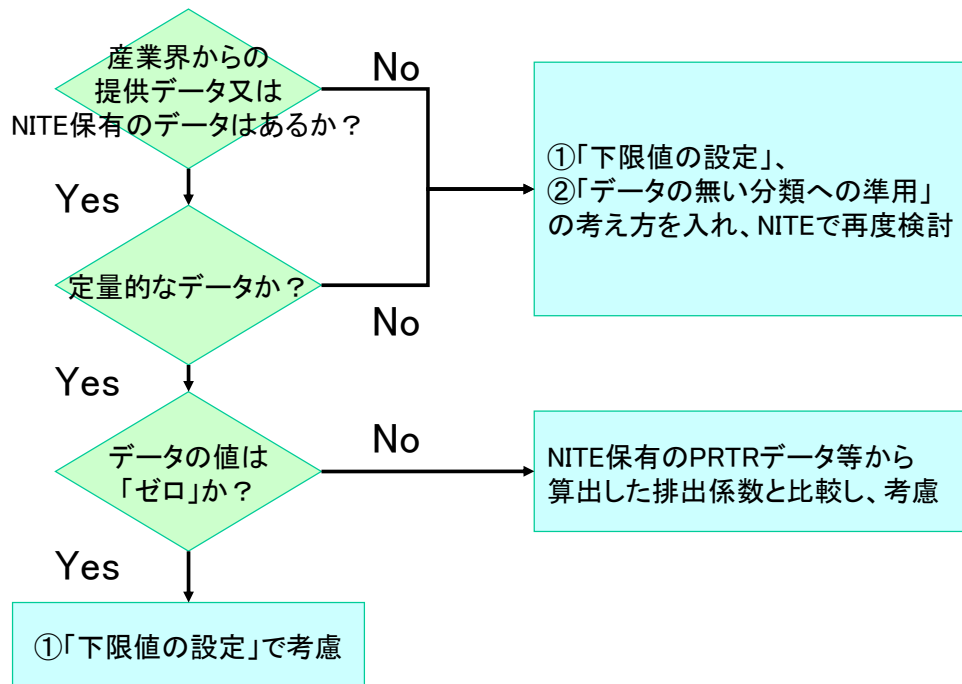 産業界からの
提供データ又は
NITE保有のデータはあるか？
No
①「下限値の設定」、
②「データの無い分類への準用」
の考え方を入れ、NITEで再度検討
Yes
定量的なデータか？
No
Yes
データの値は
「ゼロ」か？
No
NITE保有のPRTRデータ等から
算出した排出係数と比較し、考慮
Yes
①「下限値の設定」で考慮